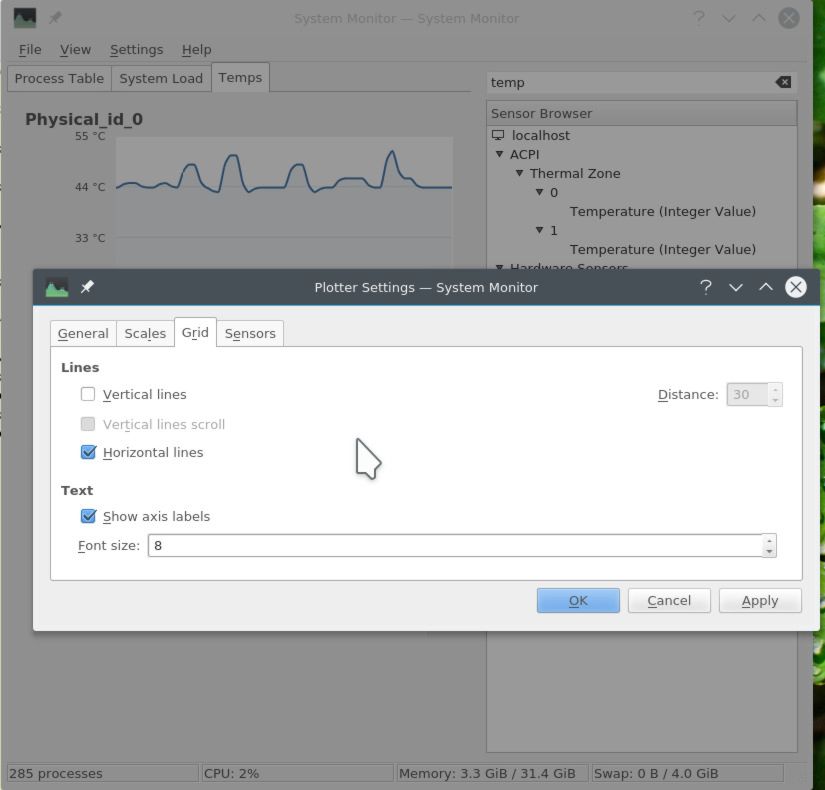 System Monitor — System Monitor
File View Settings Help
Process Table System Load Temps
temp
Physical_id_0
55 °C
44 °C
33 °C
Sensor Browser
localhost
ACPI
Thermal Zone
0
Temperature (Integer Value)
1
Temperature (Integer Value)
Hardware Sensors
Plotter Settings — System Monitor
General Scales Grid Sensors
Lines
Vertical lines Distance: 30
Vertical lines scroll
Horizontal lines
Text
Show axis labels
Font size: 8
OK Cancel Apply
285 processes CPU: 2% Memory: 3.3 GiB / 31.4 GiB Swap: 0 B / 4.0 GiB